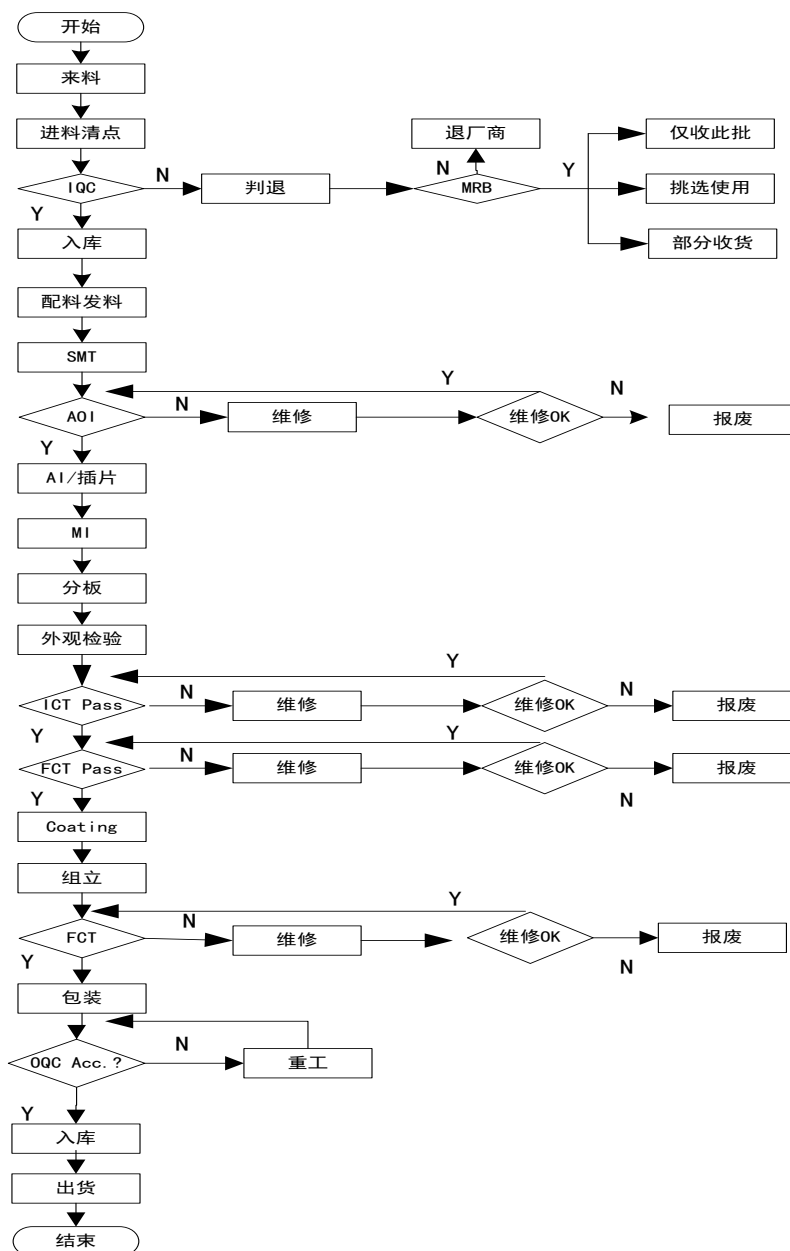 开始
来料
进料清点
退厂商
仅收此批
IQC
N
判退
N
MRB
Y
挑选使用
Y
入库
部分收货
配料发料
SMT
Y
N
AOI
N
维修
维修OK
报废
Y
AI/插片
MI
分板
外观检验
Y
ICT Pass
N
维修
维修OK
N
报废
Y
Y
FCT Pass
N
维修
维修OK
报废
Y
N
Coating
组立
Y
FCT
N
维修
维修OK
报废
Y
N
包装
OQC Acc.?
N
重工
Y
入库
出货
结束